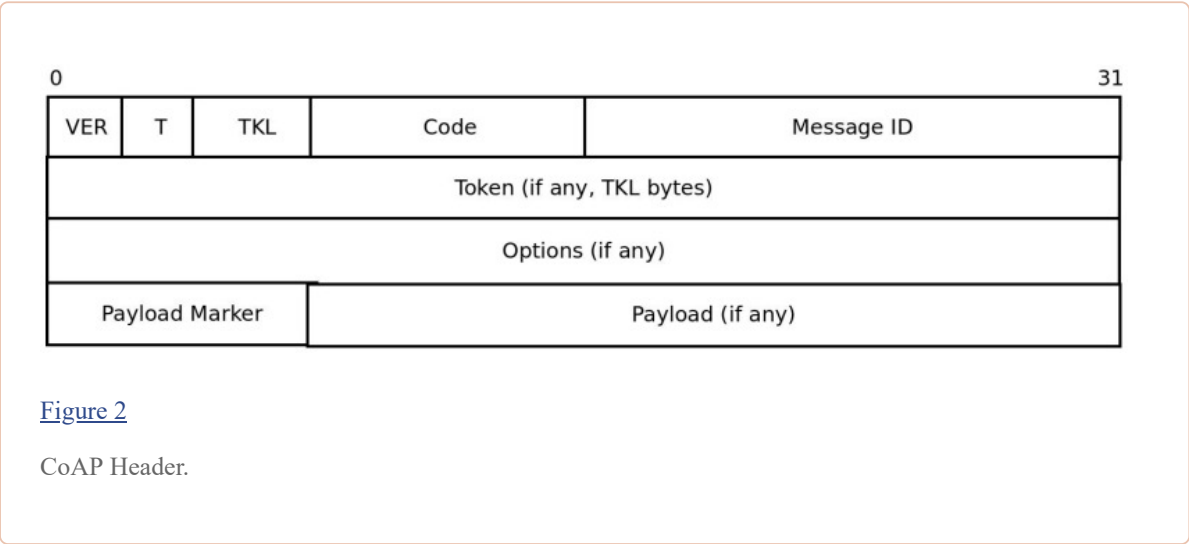 0 31
VER T TKL Code Message ID
Token (if any, TKL bytes)
Options (if any)
Payload Marker Payload (if any)
Figure 2
CoAP Header.